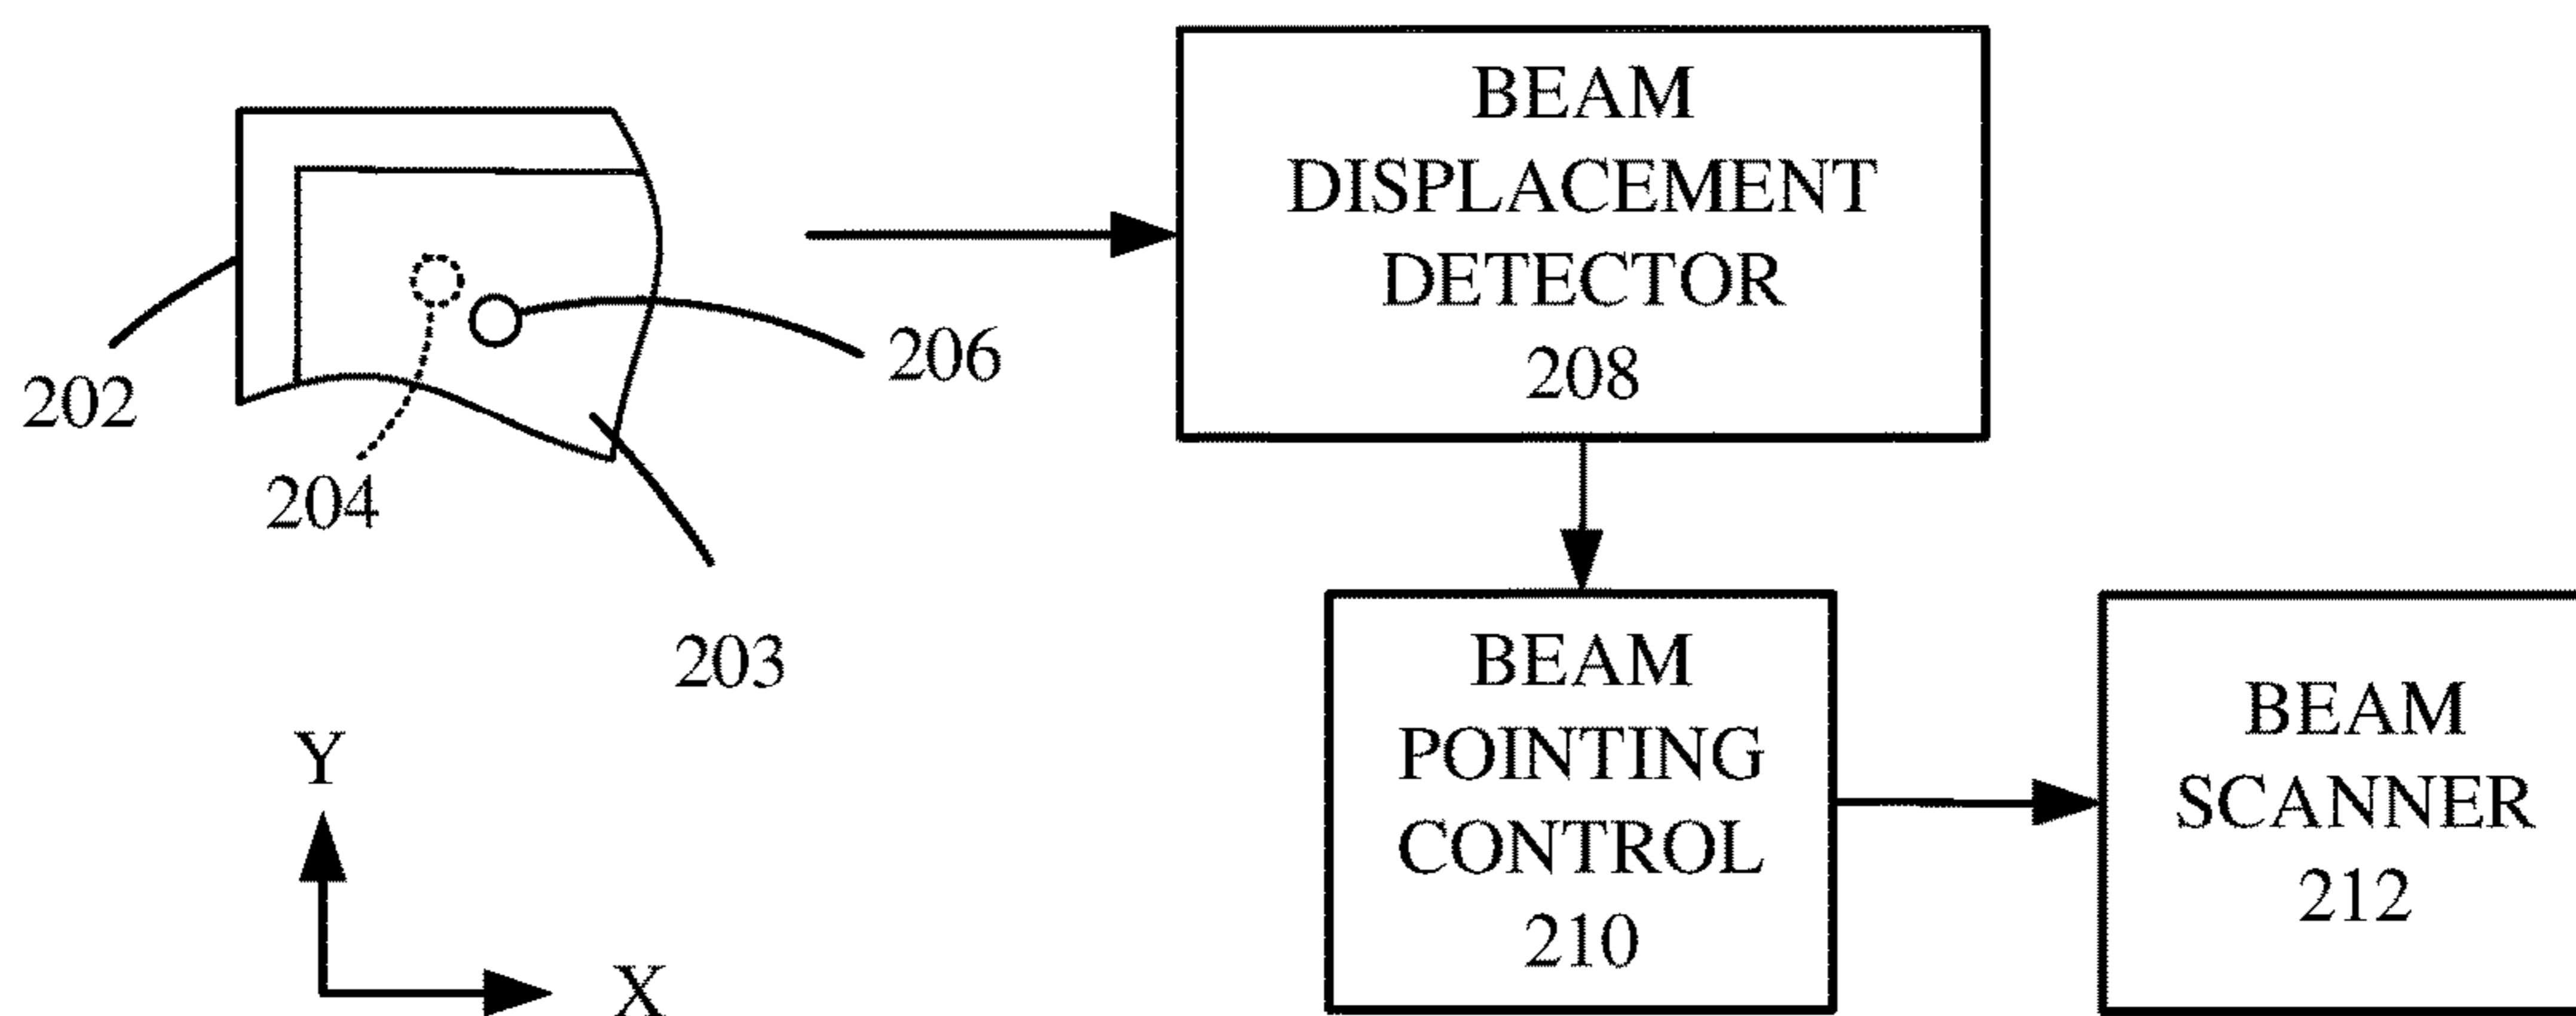 BEAM
DISPLACEMENT
DETECTOR
208
202
204
206
203
Y
X
BEAM
POINTING
CONTROL
210
BEAM
SCANNER
212